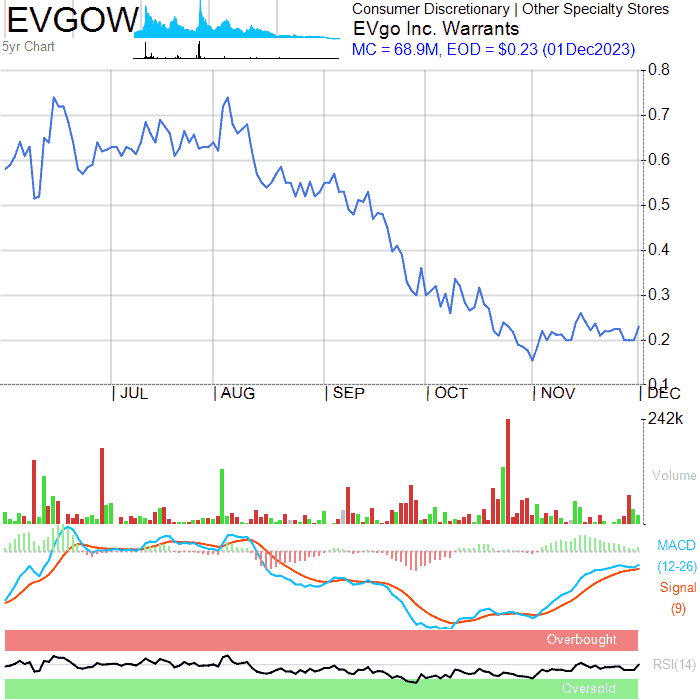 EVGOW
5yr Chart
Consumer Discretionary | Other Specialty Stores
EVgo Inc. Warrants
MC = 68.9M, EOD = $0.23 (01Dec2023)
0.8
0.7
0.6
0.5
0.4
0.3
0.2
0.1
JUL AUG SEP OCT NOV DEC
242k
Volume
MACD
(12-26)
Signal
(9)
Overbought
RSI(14)
Oversold